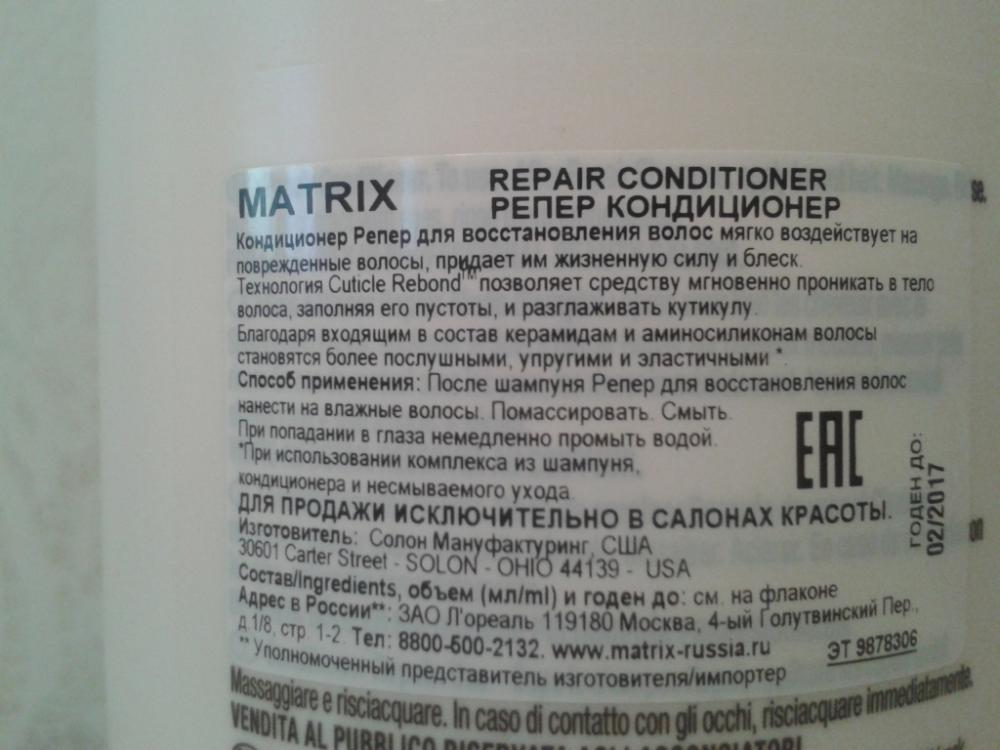 MATRIX
REPAIR CONDITIONER
РЕПЕР КОНДИЦИОНЕР
Кондиционер Репер для восстановления волос мягко воздействует на
поврежденные волосы, придает им жизненную силу и блеск.
Технология Cuticle Rebond™ позволяет средству мгновенно проникать в тело
волоса, заполняя его пустоты, и разглаживать кутикулу.
Благодаря входящим в состав керамидам и аминосиликонам волосы
становятся более послушными, упругими и эластичными *.
Способ применения: После шампуня Репер для восстановления волос
нанести на влажные волосы. Помассировать. Смыть.
При попадании в глаза немедленно промыть водой.
*При использовании комплекса из шампуня,
кондиционера и несмываемого ухода.
EAC
ГОДЕН ДО:
02/2017
ДЛЯ ПРОДАЖИ ИСКЛЮЧИТЕЛЬНО В САЛОНАХ КРАСОТЫ.
Изготовитель: Солон Мануфактуринг, США
30601 Carter Street - SOLON - OHIO 44139 - USA
Состав/Ingredients, объем (мл/ml) и годен до: см. на флаконе
Адрес в России**: ЗАО Л'ореаль 119180 Москва, 4-ый Голутвинский Пер.,
д.1/8, стр. 1-2. Тел: 8800-500-2132. www.matrix-russia.ru
ЭТ 9878306
** Уполномоченный представитель изготовителя/импортер
Massaggiare e risciacquare. In caso di contatto con gli occhi, risciacquare immediatamente.
VENDITA AL PUBBLICO